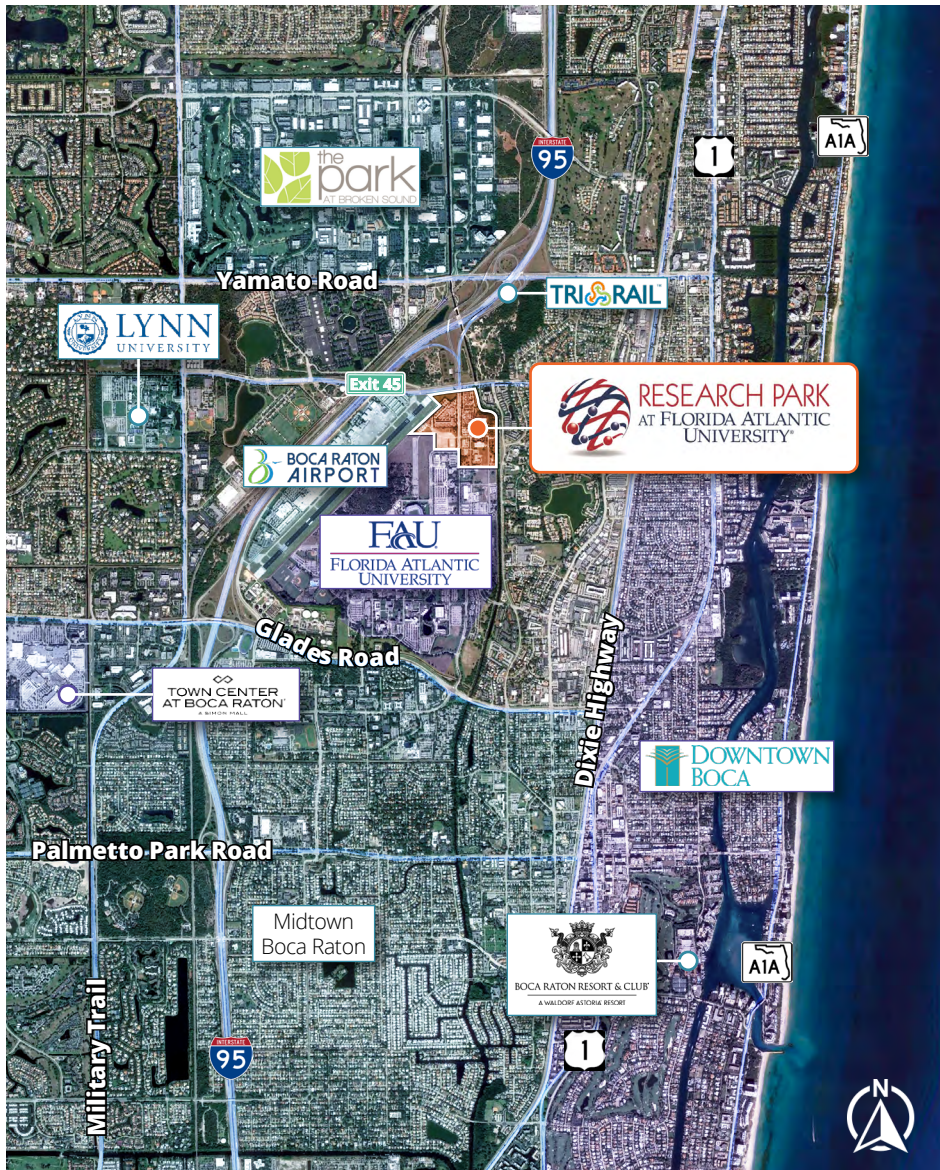 the
park
AT BROKEN SOUND
INTERSTATE
95
1
A1A
Yamato Road
TRI RAIL™
LYNN
UNIVERSITY
Exit 45
RESEARCH PARK
AT FLORIDA ATLANTIC
UNIVERSITY®
BOCA RATON
AIRPORT
FAU
FLORIDA ATLANTIC
UNIVERSITY
Glades Road
TOWN CENTER
AT BOCA RATON®
A SIMON MALL
Dixie Highway
DOWNTOWN
BOCA
Palmetto Park Road
Midtown
Boca Raton
BOCA RATON RESORT & CLUB®
A WALDORF ASTORIA RESORT
A1A
Military Trail
INTERSTATE
95
1
N